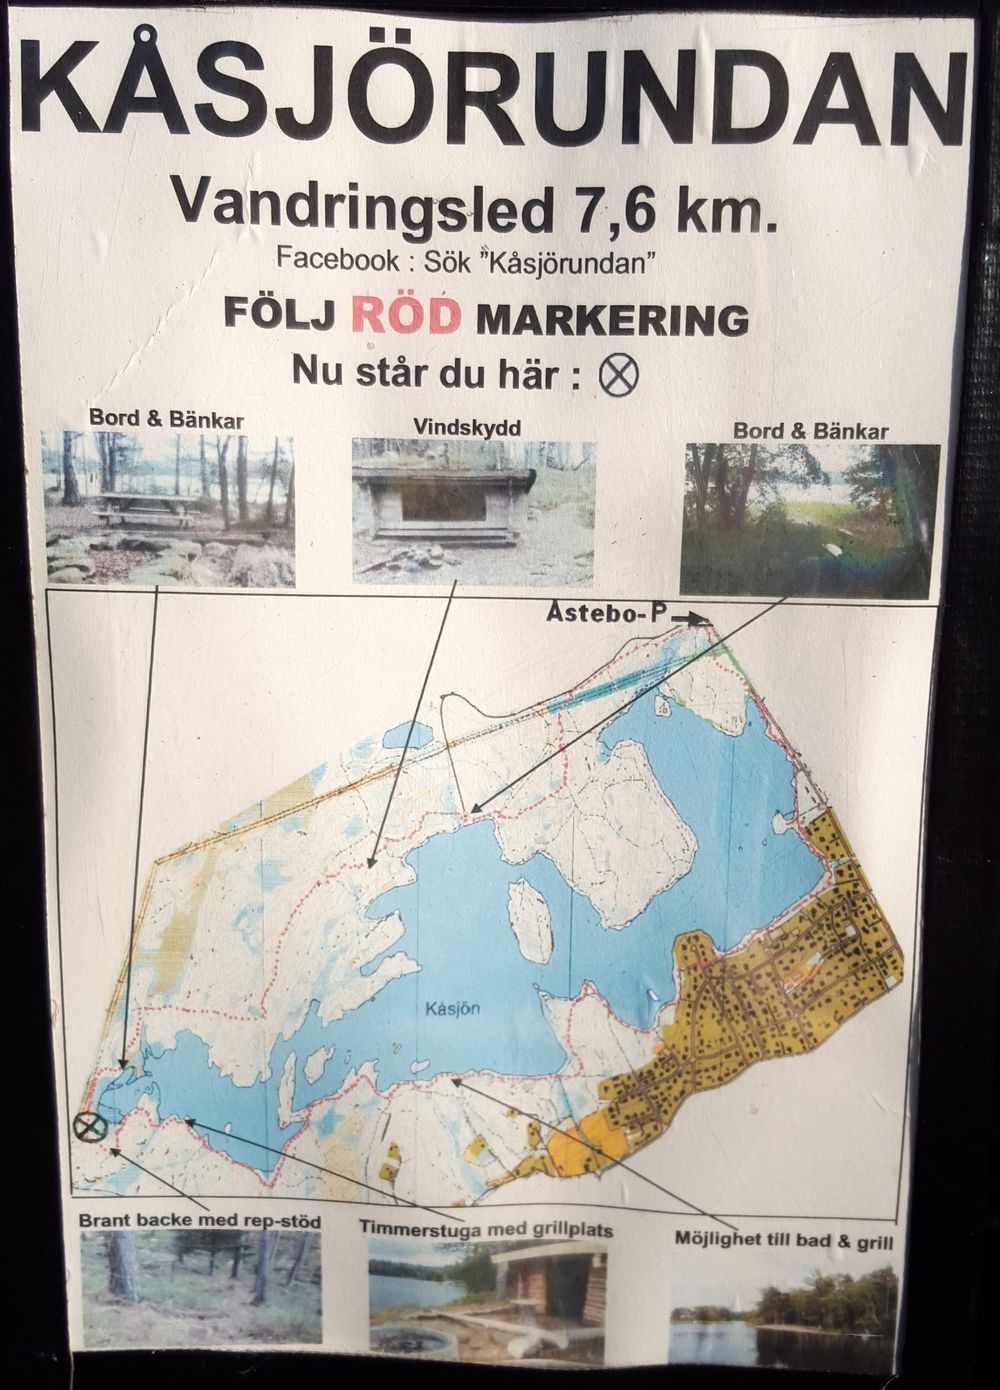 KÅSJÖRUNDAN
Vandringsled 7,6 km.
Facebook : Sök ”Kåsjörundan”
FÖLJ RÖD MARKERING
Nu står du här :
Bord & Bänkar
Vindskydd
Bord & Bänkar
Åstebo-P
Kåsjön
Brant backe med rep-stöd
Timmerstuga med grillplats
Möjlighet till bad & grill